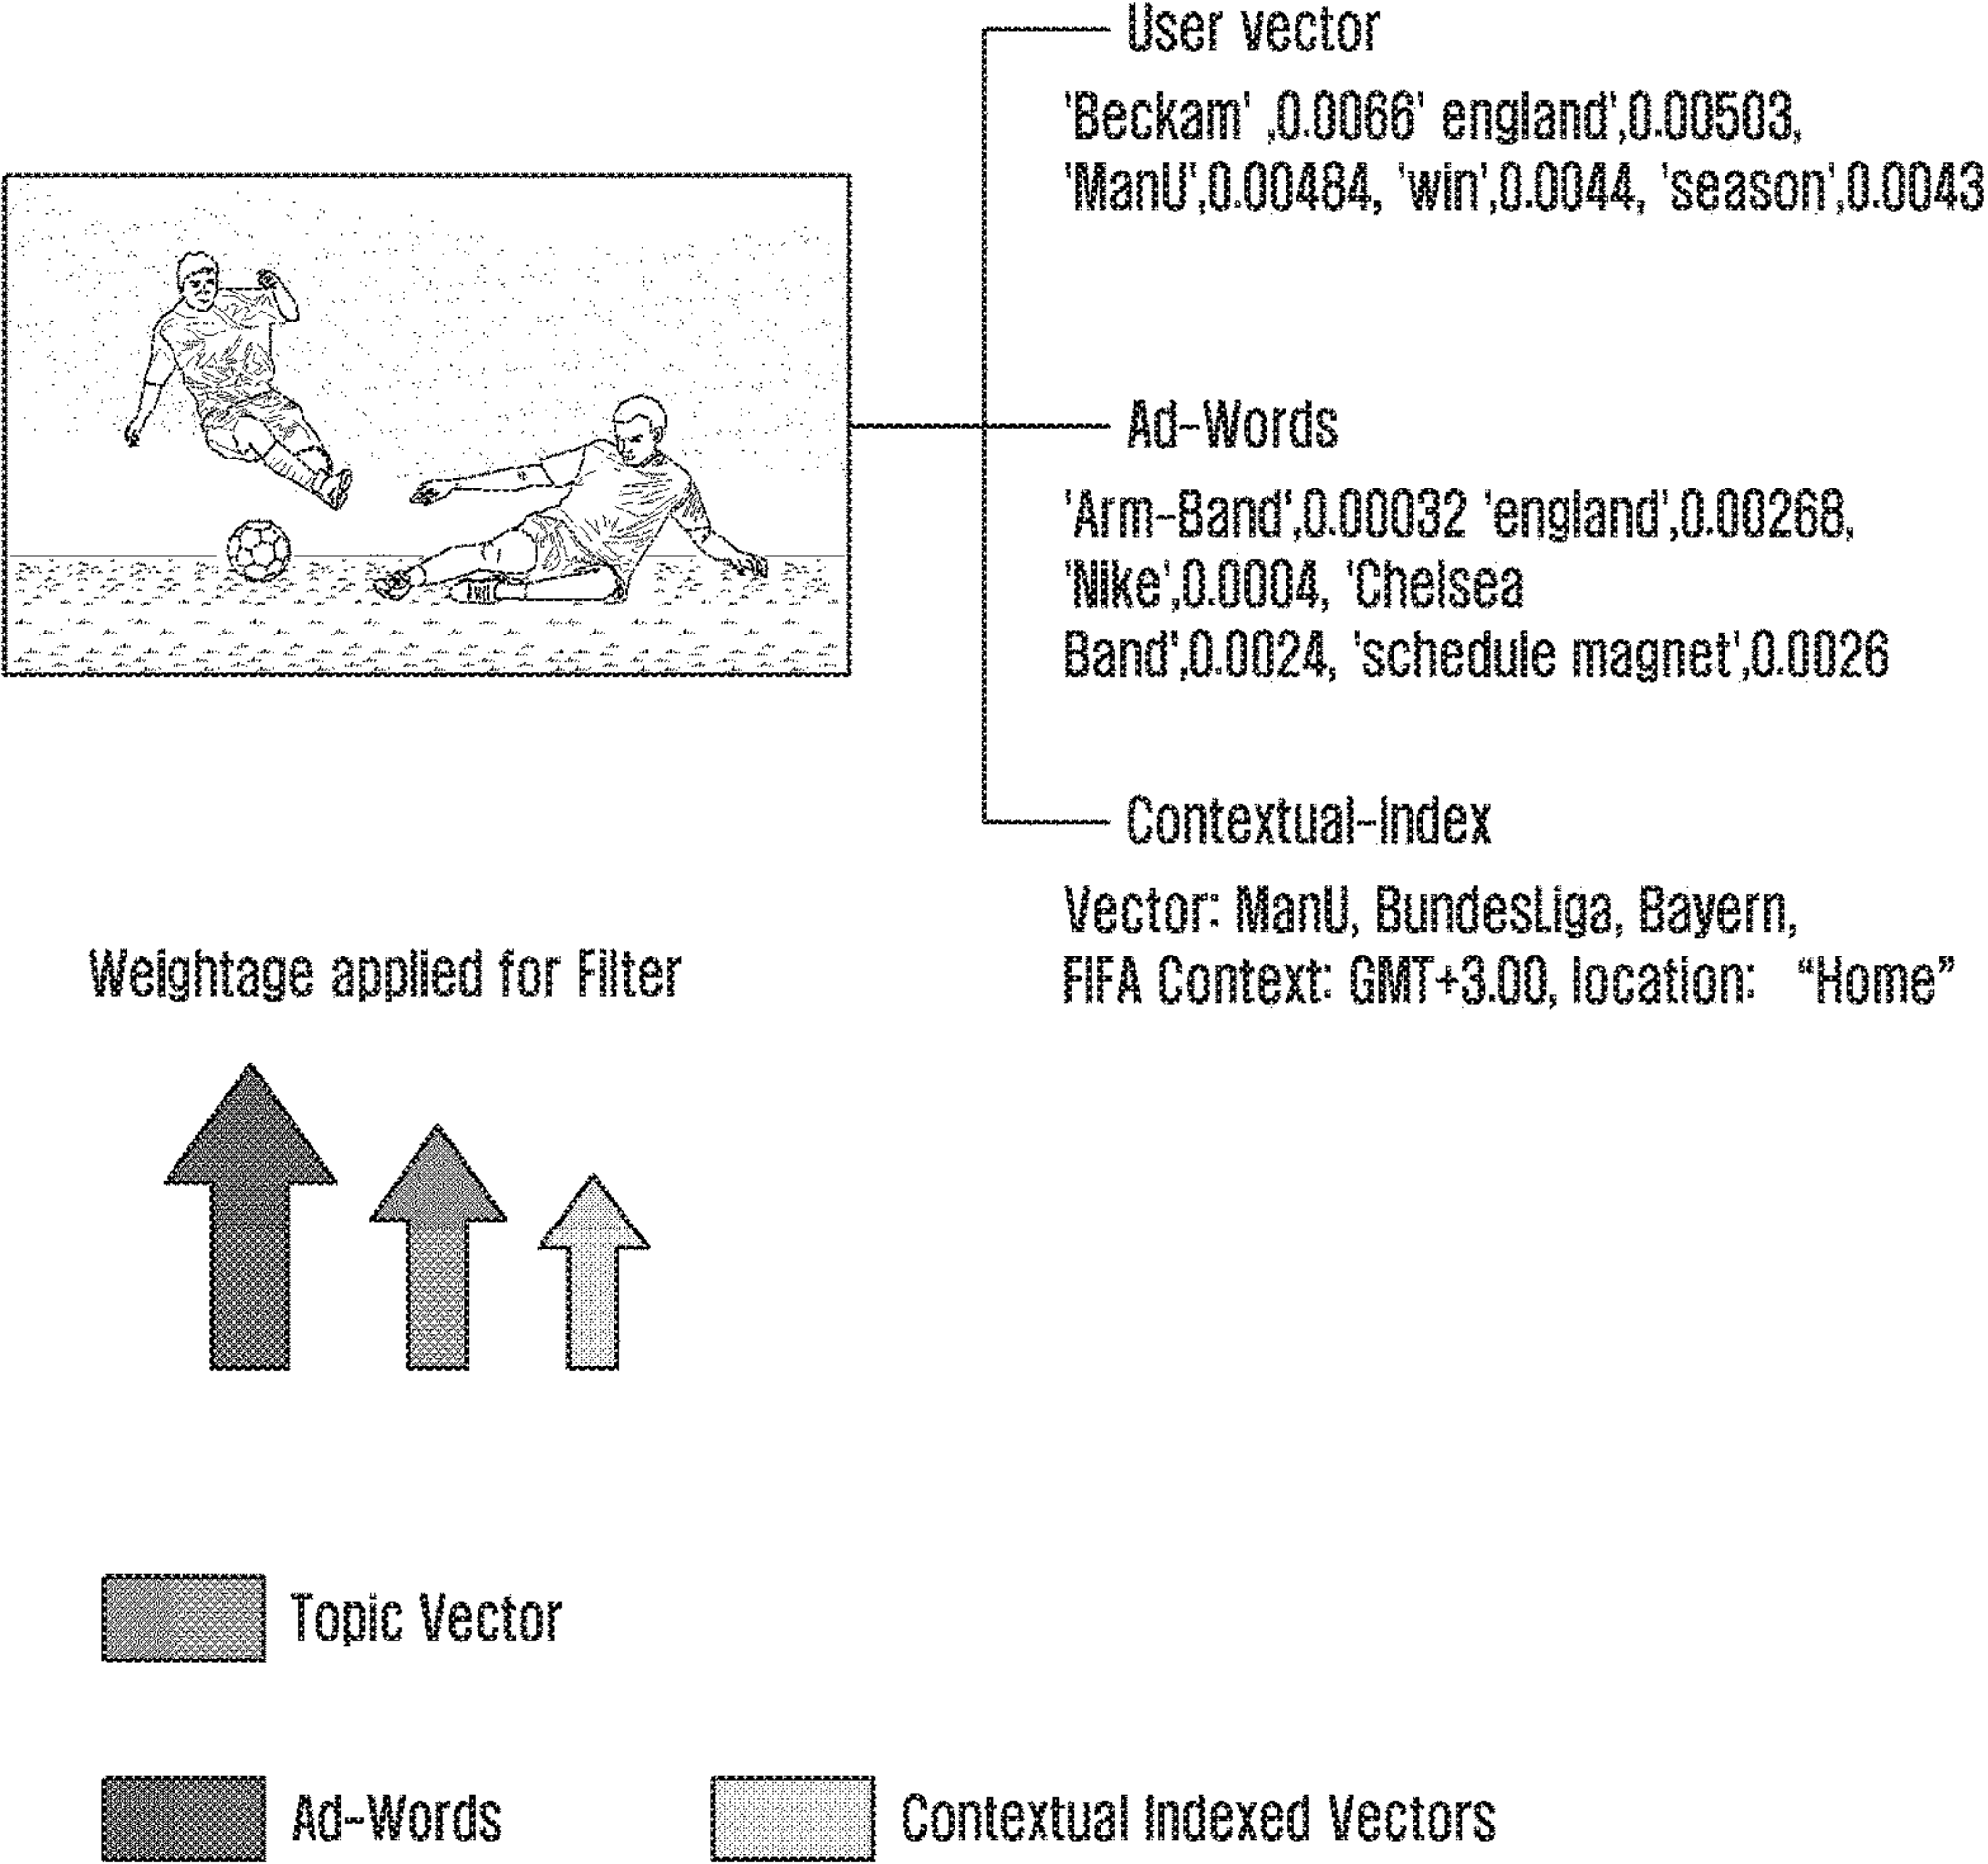 User vector
'Beckam' ,0.0066' england',0.00503,
'ManU',0.00484, 'win',0.0044, 'season',0.0043
Ad-Words
'Arm-Band',0.00032 'england',0.00268,
'Nike',0.0004, 'Chelsea
Band',0.0024, 'schedule magnet',0.0026
Contextual-Index
Vector: ManU, BundesLiga, Bayern,
FIFA Context: GMT+3.00, location: “Home”
Weightage applied for Filter
Topic Vector
Ad-Words
Contextual Indexed Vectors